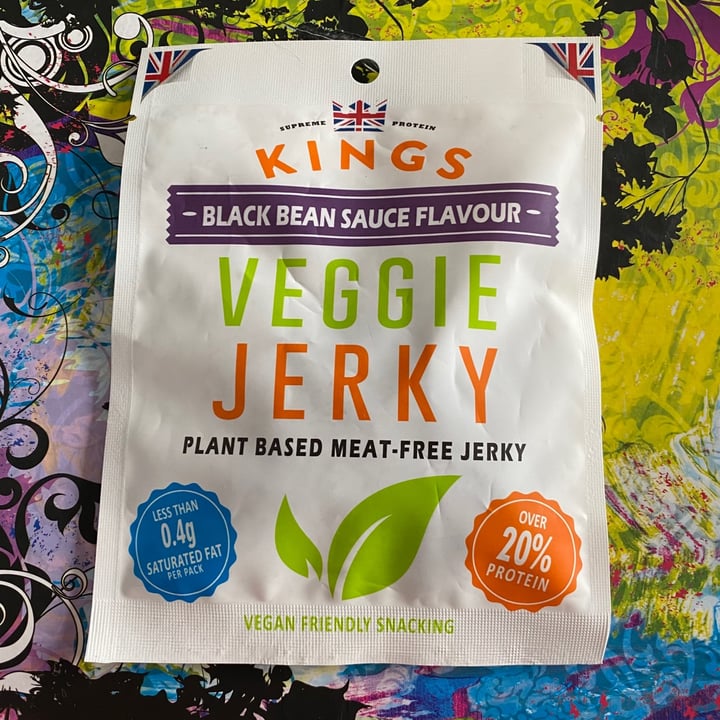 SUPREME PROTEIN
KINGS
- BLACK BEAN SAUCE FLAVOUR -
VEGGIE
JERKY
PLANT BASED MEAT-FREE JERKY
LESS THAN
0.4g
SATURATED FAT
PER PACK
OVER
20%
PROTEIN
VEGAN FRIENDLY SNACKING